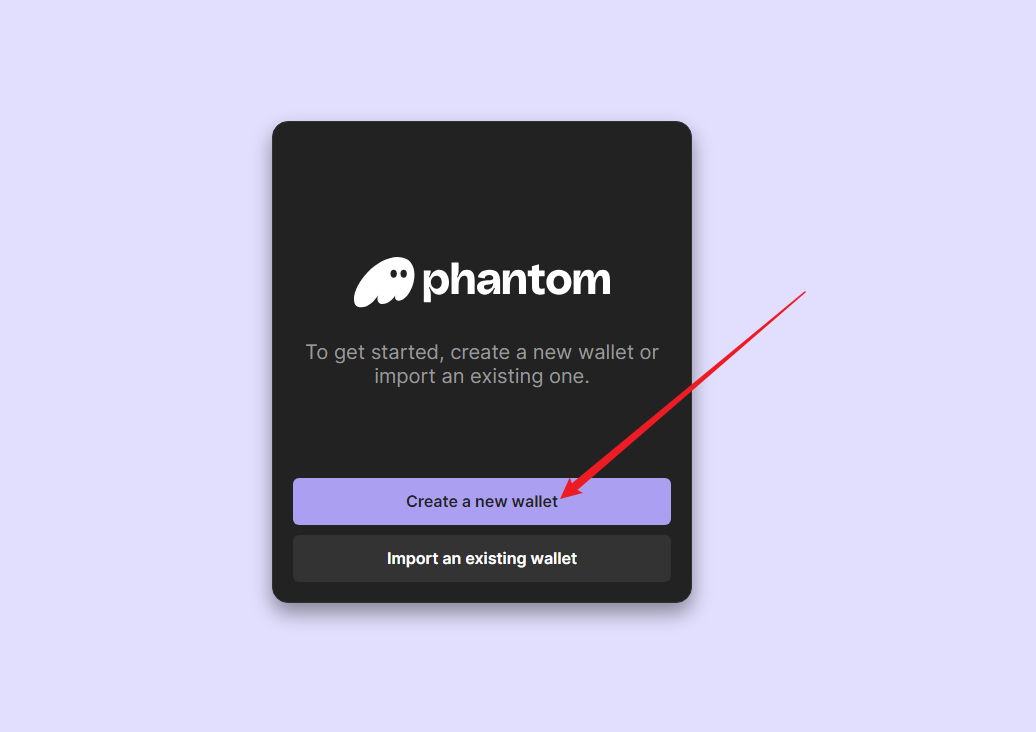 phantom
To get started, create a new wallet or
import an existing one.
Create a new wallet
Import an existing wallet